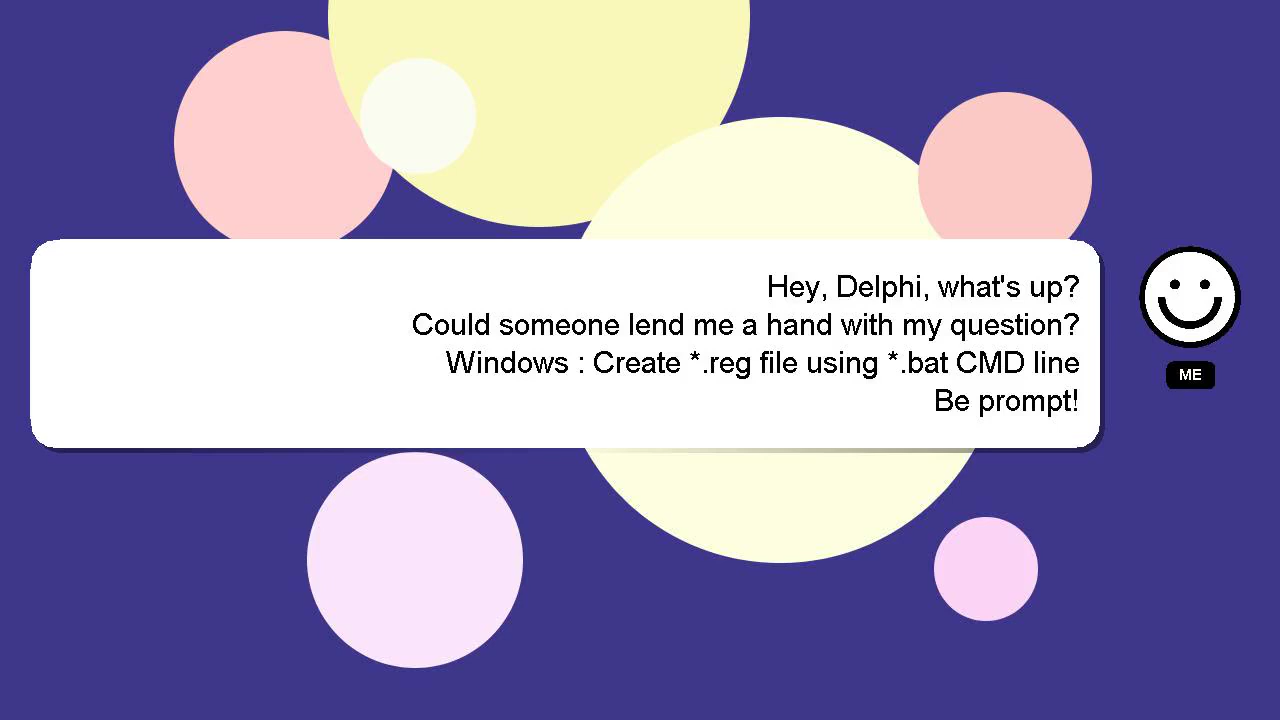 Hey, Delphi, what's up?
Could someone lend me a hand with my question?
Windows : Create *.reg file using *.bat CMD line
Be prompt!
ME